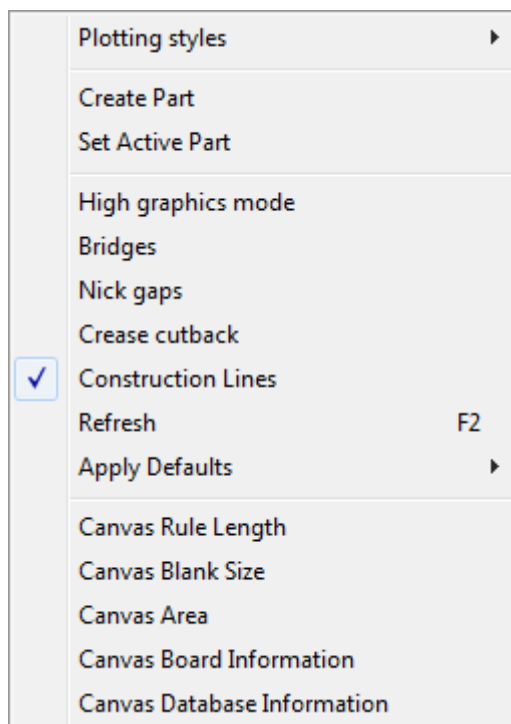 Plotting styles
Create Part
Set Active Part
High graphics mode
Bridges
Nick gaps
Crease cutback
Construction Lines
Refresh F2
Apply Defaults
Canvas Rule Length
Canvas Blank Size
Canvas Area
Canvas Board Information
Canvas Database Information